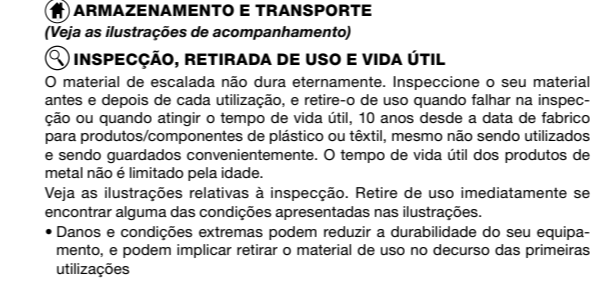 ARMAZENAMENTO E TRANSPORTE
(Veja as ilustrações de acompanhamento)
INSPECÇÃO, RETIRADA DE USO E VIDA ÚTIL
O material de escalada não dura eternamente. Inspeccione o seu material
antes e depois de cada utilização, e retire-o de uso quando falhar na inspec-
ção ou quando atingir o tempo de vida útil, 10 anos desde a data de fabrico
para produtos/componentes de plástico ou têxtil, mesmo não sendo utilizados
e sendo guardados convenientemente. O tempo de vida útil dos produtos de
metal não é limitado pela idade.
Veja as ilustrações relativas à inspecção. Retire de uso imediatamente se
encontrar alguma das condições apresentadas nas ilustrações.
• Danos e condições extremas podem reduzir a durabilidade do seu equipa-
mento, e podem implicar retirar o material de uso no decurso das primeiras
utilizações